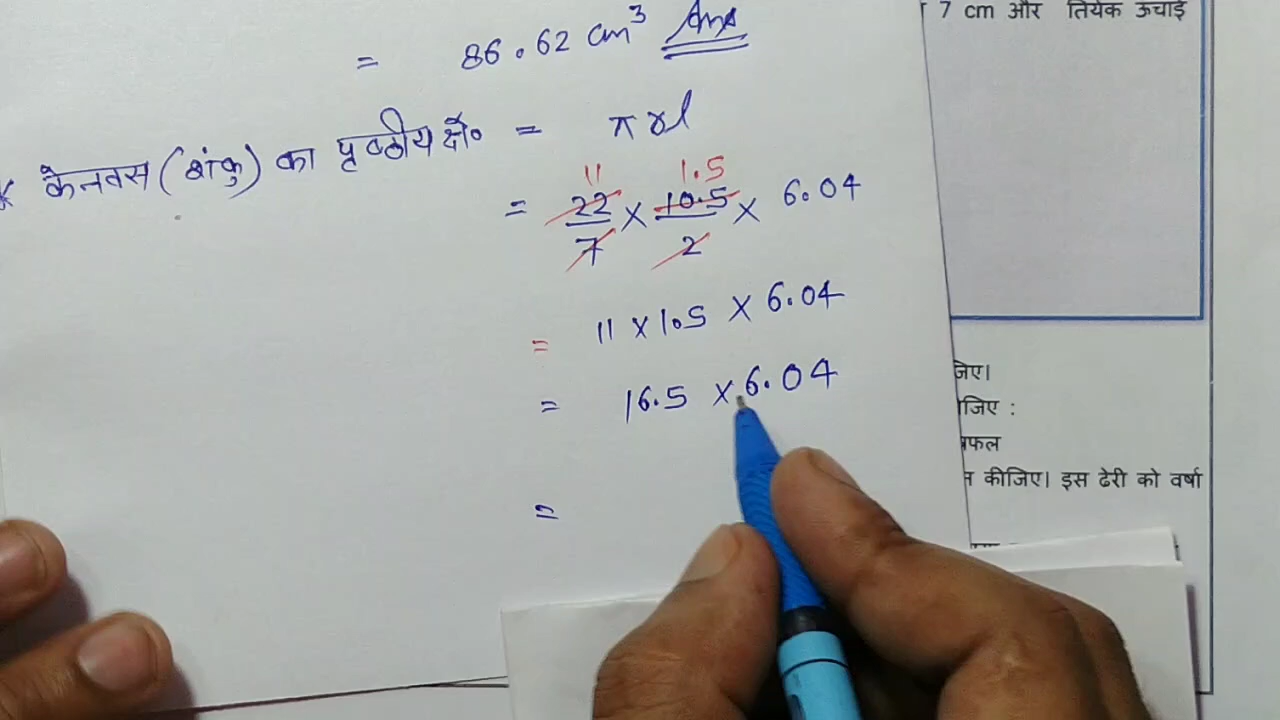 = 86.62 cm³ Ans
7 cm और तिर्यक ऊँचाई
* केनवस (शंकु) का पृष्ठीय क्षे० = πrl
11 1.5
= 22/7 × 10.5/2 × 6.04
= 11 × 1.5 × 6.04
= 16.5 × 6.04
=
जिए।
जिए :
कीजिए। इस ढेरी को वर्षा